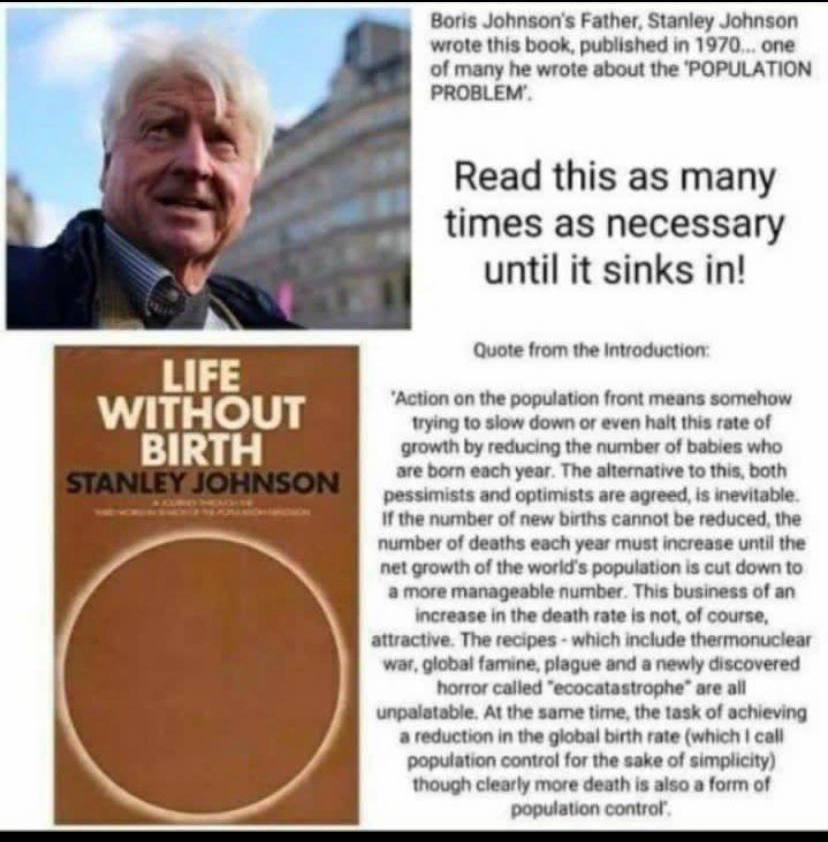 Boris Johnson's Father, Stanley Johnson
wrote this book, published in 1970... one
of many he wrote about the 'POPULATION
PROBLEM'.
Read this as many
times as necessary
until it sinks in!
LIFE
WITHOUT
BIRTH
STANLEY JOHNSON
A JOURNEY THROUGH THE
THIRD WORLD IN SEARCH OF THE POPULATION EXPLOSION
Quote from the Introduction:
'Action on the population front means somehow
trying to slow down or even halt this rate of
growth by reducing the number of babies who
are born each year. The alternative to this, both
pessimists and optimists are agreed, is inevitable.
If the number of new births cannot be reduced, the
number of deaths each year must increase until the
net growth of the world's population is cut down to
a more manageable number. This business of an
increase in the death rate is not, of course,
attractive. The recipes - which include thermonuclear
war, global famine, plague and a newly discovered
horror called "ecocatastrophe" are all
unpalatable. At the same time, the task of achieving
a reduction in the global birth rate (which I call
population control for the sake of simplicity)
though clearly more death is also a form of
population control'.